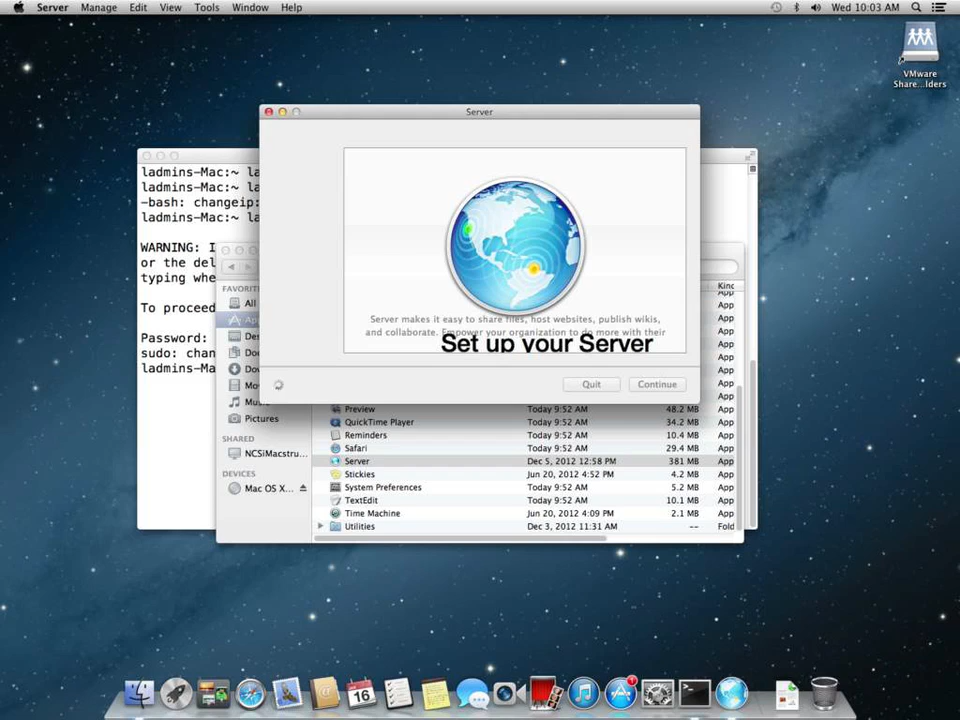 Server Manage Edit View Tools Window Help
Wed 10:03 AM
VMware
Share...lders
Server
Server makes it easy to share files, host websites, publish wikis,
and collaborate. Empower your organization to do more with their
Set up your Server
Quit Continue
ladmins-Mac:~ la
ladmins-Mac:~ la
-bash: changeip:
ladmins-Mac:~ la
WARNING: I
or the del
typing whe
To proceed
Password:
sudo: chan
ladmins-Ma
FAVORIT
All
Ap
Des
Doc
Dov
Mo
Mus
Pictures
SHARED
NCSiMacstru...
DEVICES
Mac OS X...
Kind
App
App
App
App
App
App
App
App
App
Preview Today 9:52 AM 48.2 MB App
QuickTime Player Today 9:52 AM 34.2 MB App
Reminders Today 9:52 AM 10.4 MB App
Safari Today 9:52 AM 29.4 MB App
Server Dec 5, 2012 12:58 PM 381 MB App
Stickies Jun 20, 2012 4:52 PM 4.2 MB App
System Preferences Today 9:52 AM 5.2 MB App
TextEdit Today 9:52 AM 10.1 MB App
Time Machine Jun 20, 2012 4:09 PM 2.1 MB App
Utilities Dec 3, 2012 11:31 AM -- Fold
16
1